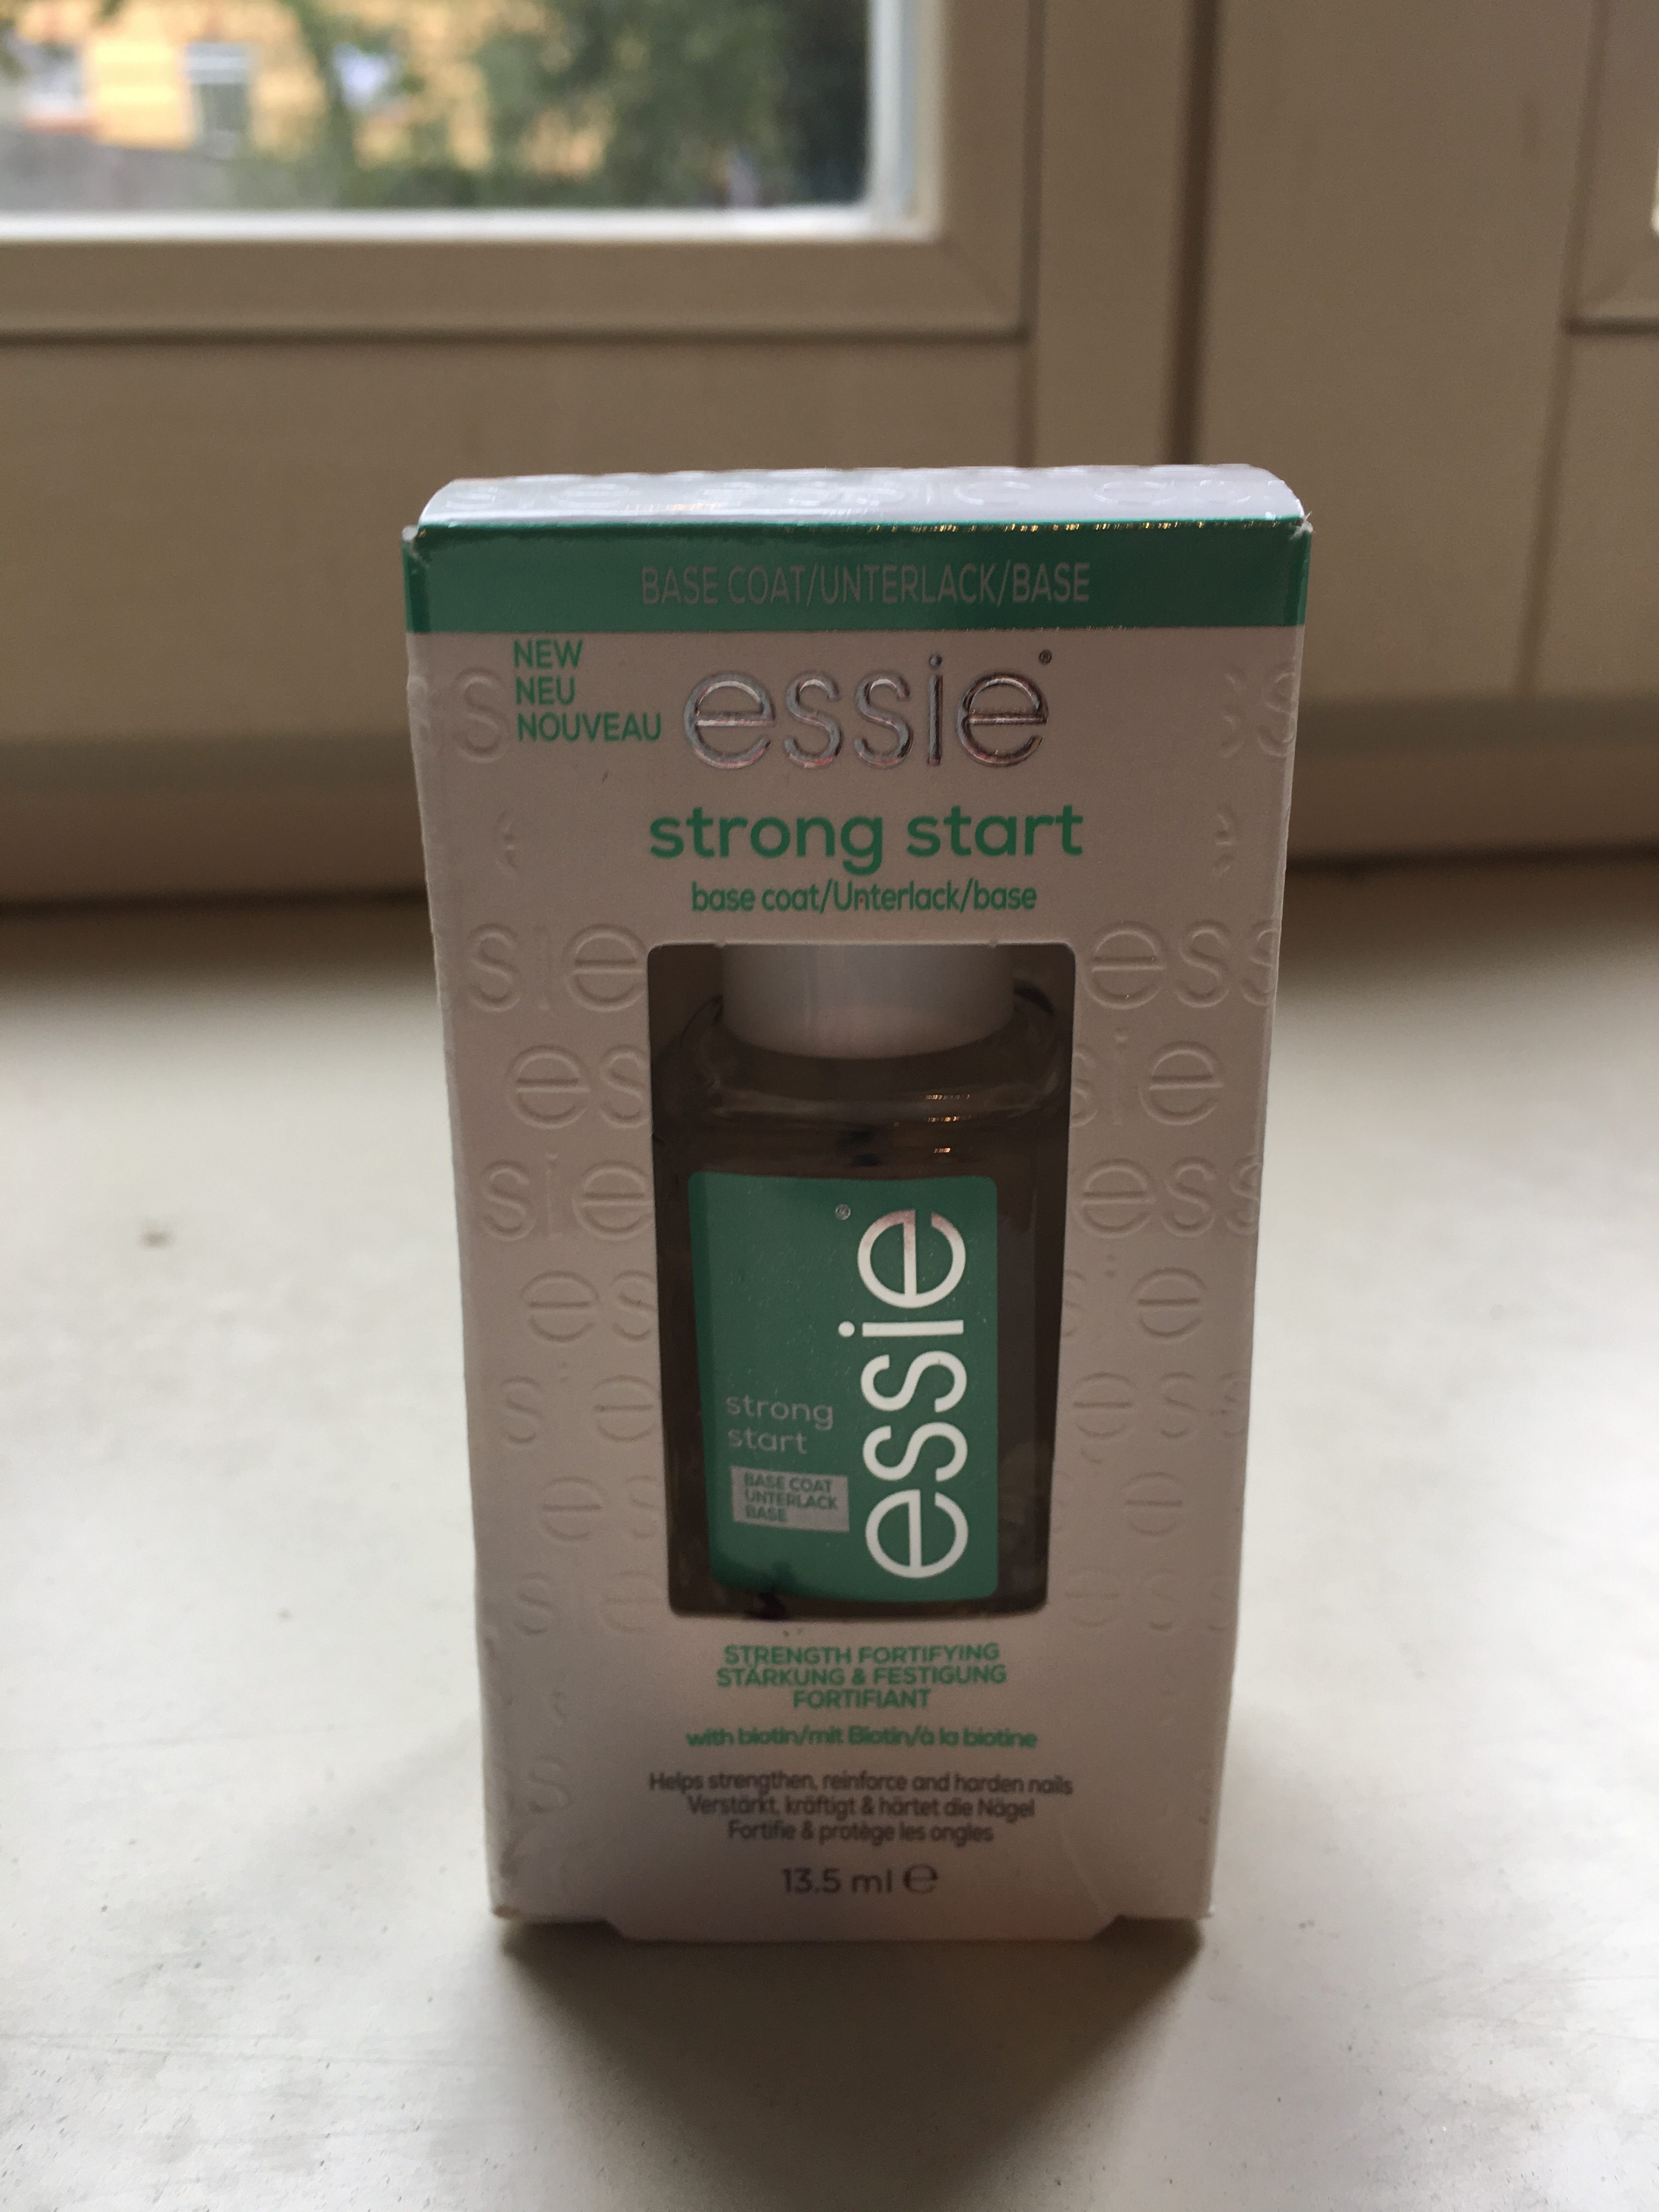 BASE COAT/UNTERLACK/BASE
NEW
NEU
NOUVEAU
essie®
strong start
base coat/Unterlack/base
essie®
strong
start
BASE COAT
UNTERLACK
BASE
STRENGTH FORTIFYING
STÄRKUNG & FESTIGUNG
FORTIFIANT
with biotin/mit Biotin/à la biotine
Helps strengthen, reinforce and harden nails
Verstärkt, kräftigt & härtet die Nägel
Fortifie & protège les ongles
13.5 ml ℮